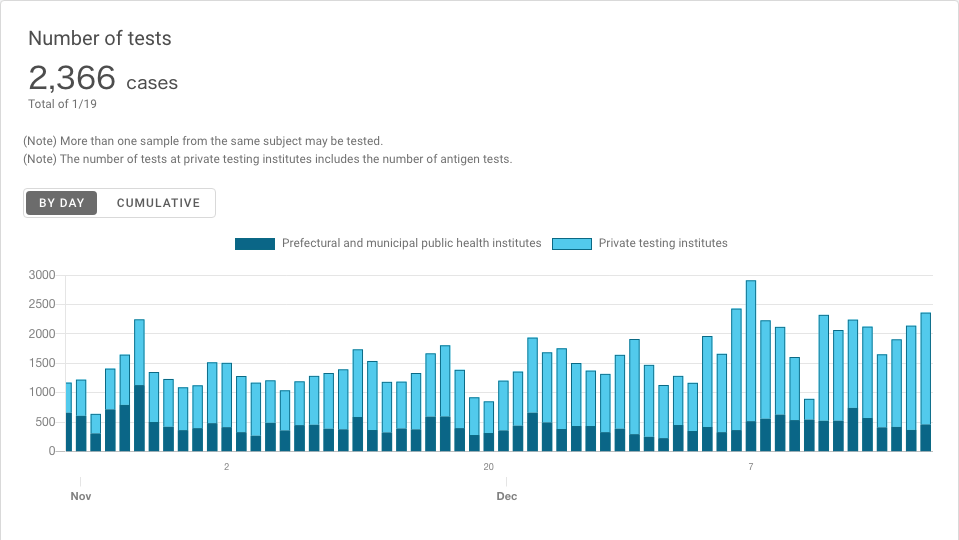 Number of tests
2,366 cases
Total of 1/19
(Note) More than one sample from the same subject may be tested.
(Note) The number of tests at private testing institutes includes the number of antigen tests.
BY DAY CUMULATIVE
Prefectural and municipal public health institutes Private testing institutes
3000
2500
2000
1500
1000
500
0
2 20 7
Nov Dec